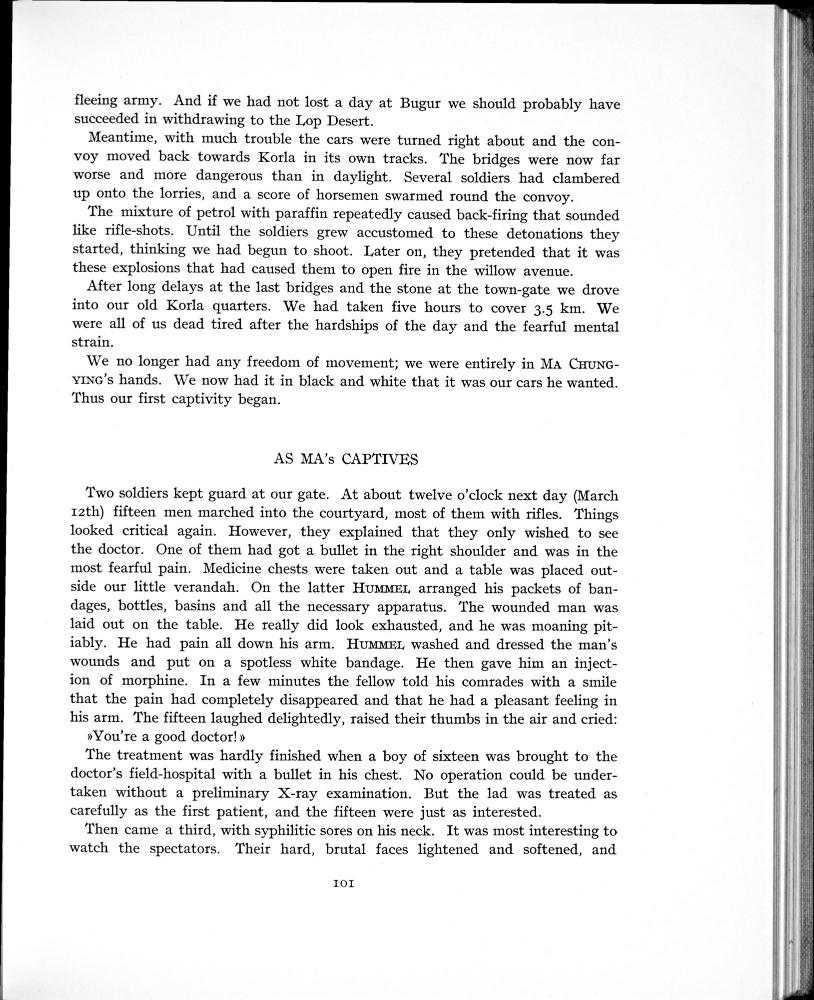 fleeing army. And if we had not lost a day at Bugur we should probably have
succeeded in withdrawing to the Lop Desert.
Meantime, with much trouble the cars were turned right about and the con-
voy moved back towards Korla in its own tracks. The bridges were now far
worse and more dangerous than in daylight. Several soldiers had clambered
up onto the lorries, and a score of horsemen swarmed round the convoy.
The mixture of petrol with paraffin repeatedly caused back-firing that sounded
like rifle-shots. Until the soldiers grew accustomed to these detonations they
started, thinking we had begun to shoot. Later on, they pretended that it was
these explosions that had caused them to open fire in the willow avenue.
After long delays at the last bridges and the stone at the town-gate we drove
into our old Korla quarters. We had taken five hours to cover 3.5 km. We
were all of us dead tired after the hardships of the day and the fearful mental
strain.
We no longer had any freedom of movement; we were entirely in MA CHUNG-
YING's hands. We now had it in black and white that it was our cars he wanted.
Thus our first captivity began.
AS MA's CAPTIVES
Two soldiers kept guard at our gate. At about twelve o'clock next day (March
12th) fifteen men marched into the courtyard, most of them with rifles. Things
looked critical again. However, they explained that they only wished to see
the doctor. One of them had got a bullet in the right shoulder and was in the
most fearful pain. Medicine chests were taken out and a table was placed out-
side our little verandah. On the latter HUMMEL arranged his packets of ban-
dages, bottles, basins and all the necessary apparatus. The wounded man was
laid out on the table. He really did look exhausted, and he was moaning pit-
iably. He had pain all down his arm. HUMMEL washed and dressed the man's
wounds and put on a spotless white bandage. He then gave him an inject-
ion of morphine. In a few minutes the fellow told his comrades with a smile
that the pain had completely disappeared and that he had a pleasant feeling in
his arm. The fifteen laughed delightedly, raised their thumbs in the air and cried:
»You're a good doctor!»
The treatment was hardly finished when a boy of sixteen was brought to the
doctor's field-hospital with a bullet in his chest. No operation could be under-
taken without a preliminary X-ray examination. But the lad was treated as
carefully as the first patient, and the fifteen were just as interested.
Then came a third, with syphilitic sores on his neck. It was most interesting to
watch the spectators. Their hard, brutal faces lightened and softened, and
101